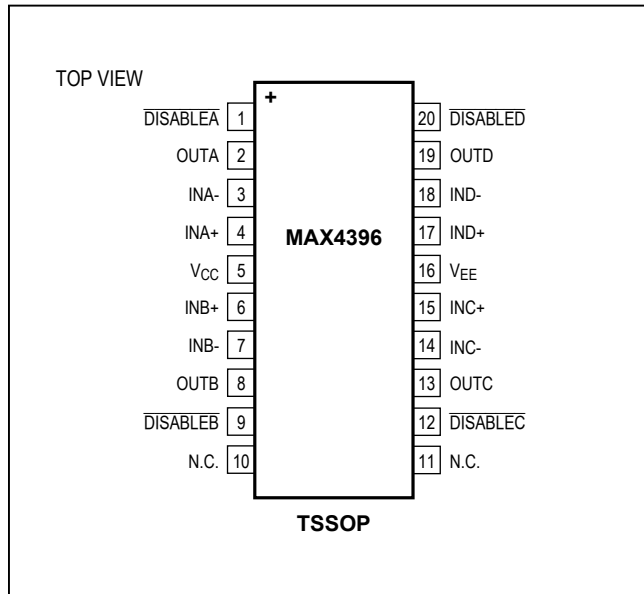 TOP VIEW
+
DISABLEA 1
OUTA 2
INA- 3
INA+ 4
VCC 5
INB+ 6
INB- 7
OUTB 8
DISABLEB 9
N.C. 10
MAX4396
20 DISABLED
19 OUTD
18 IND-
17 IND+
16 VEE
15 INC+
14 INC-
13 OUTC
12 DISABLEC
11 N.C.
TSSOP